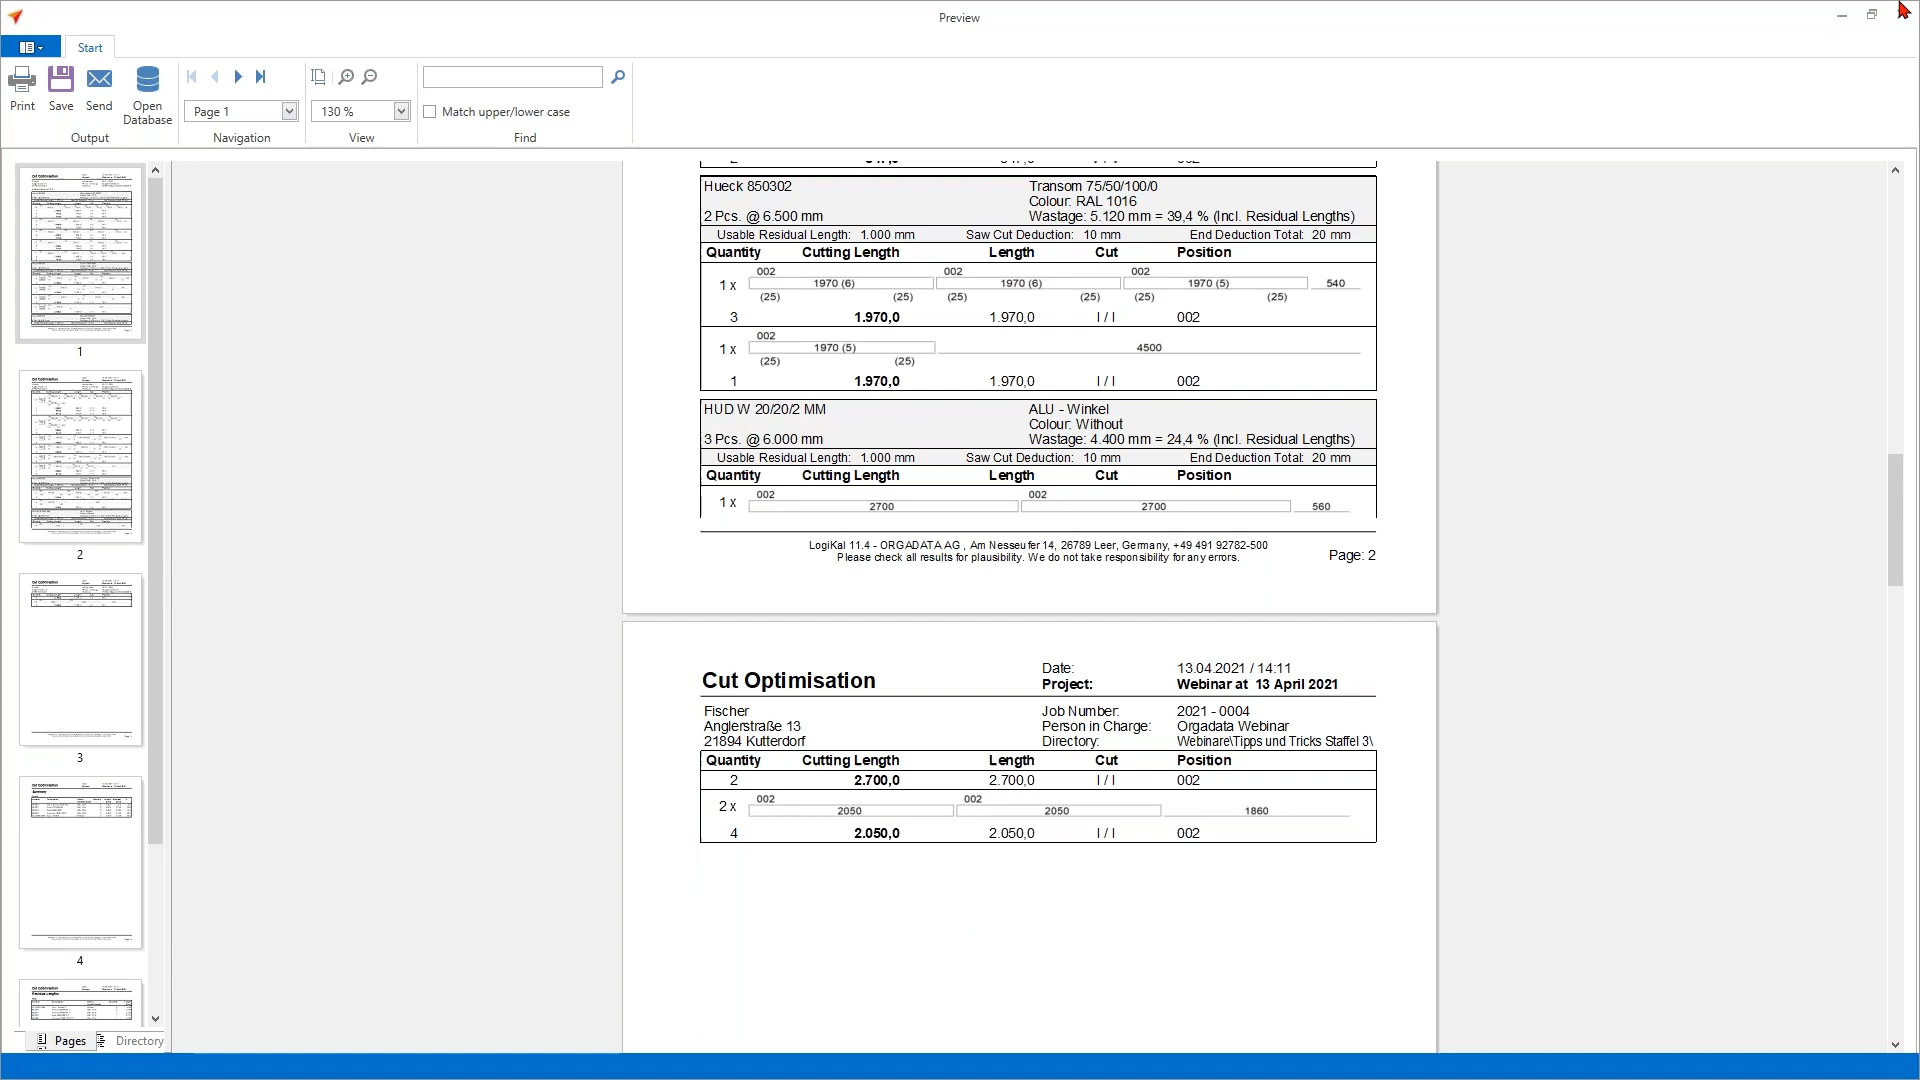 Preview
Start
Print
Save
Send
Open
Database
Output
Page 1
Navigation
130 %
View
Match upper/lower case
Find
Hueck 850302 Transom 75/50/100/0
Colour: RAL 1016
2 Pcs. @ 6.500 mm Wastage: 5.120 mm = 39,4 % (Incl. Residual Lengths)
Usable Residual Length: 1.000 mm Saw Cut Deduction: 10 mm End Deduction Total: 20 mm
Quantity Cutting Length Length Cut Position
002 002 002
1 x 1970 (6) 1970 (6) 1970 (5) 540
(25) (25) (25) (25) (25) (25)
3 1.970,0 1.970,0 I / I 002
002
1 x 1970 (5) 4500
(25) (25)
1 1.970,0 1.970,0 I / I 002
HUD W 20/20/2 MM ALU - Winkel
Colour: Without
3 Pcs. @ 6.000 mm Wastage: 4.400 mm = 24,4 % (Incl. Residual Lengths)
Usable Residual Length: 1.000 mm Saw Cut Deduction: 10 mm End Deduction Total: 20 mm
Quantity Cutting Length Length Cut Position
002 002
1 x 2700 2700 560
LogiKal 11.4 - ORGADATA AG , Am Nesseufer 14, 26789 Leer, Germany, +49 491 92782-500
Please check all results for plausibility. We do not take responsibility for any errors.
Page: 2
Cut Optimisation
Date: 13.04.2021 / 14:11
Project: Webinar at 13 April 2021
Fischer Job Number: 2021 - 0004
Anglerstraße 13 Person in Charge: Orgadata Webinar
21894 Kutterdorf Directory: Webinare\Tipps und Tricks Staffel 3\
Quantity Cutting Length Length Cut Position
2 2.700,0 2.700,0 I / I 002
002 002
2 x 2050 2050 1860
4 2.050,0 2.050,0 I / I 002
Cut Optimisation
1
Cut Optimisation
2
Cut Optimisation
3
Cut Optimisation
Summary
4
Cut Optimisation
Residual Lengths
Pages
Directory